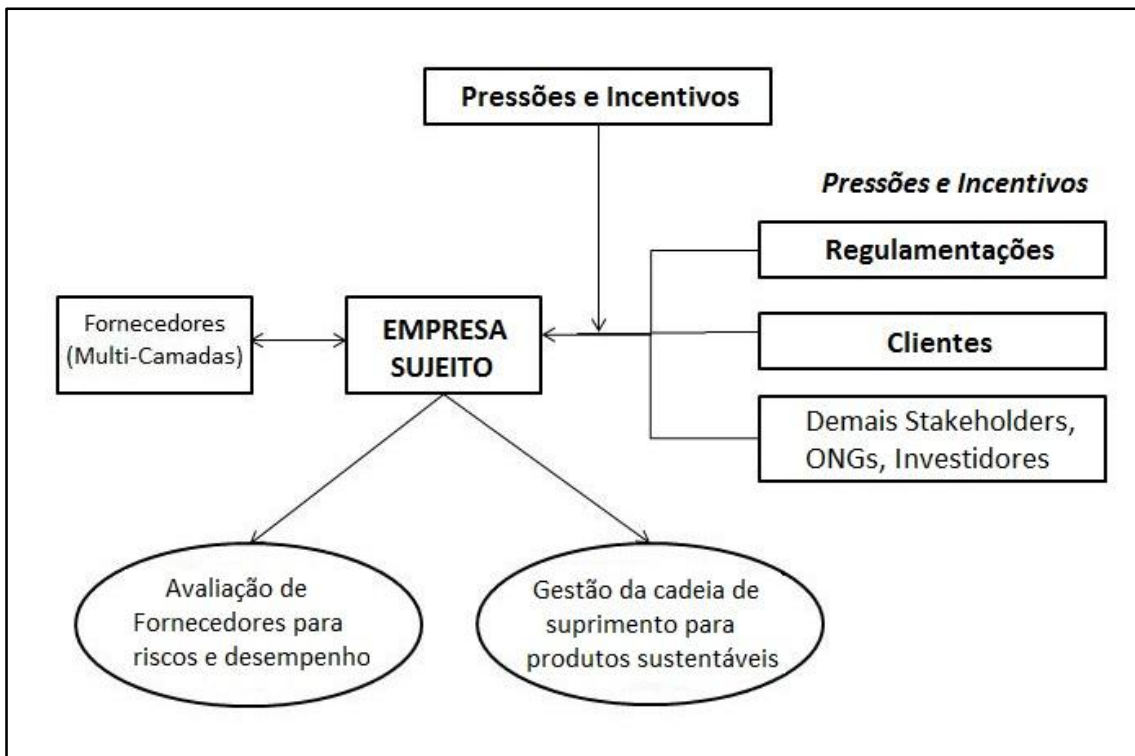 Pressões e Incentivos
Pressões e Incentivos
Regulamentações
Fornecedores
(Multi-Camadas)
EMPRESA
SUJEITO
Clientes
Demais Stakeholders,
ONGs, Investidores
Avaliação de
Fornecedores para
riscos e desempenho
Gestão da cadeia de
suprimento para
produtos sustentáveis